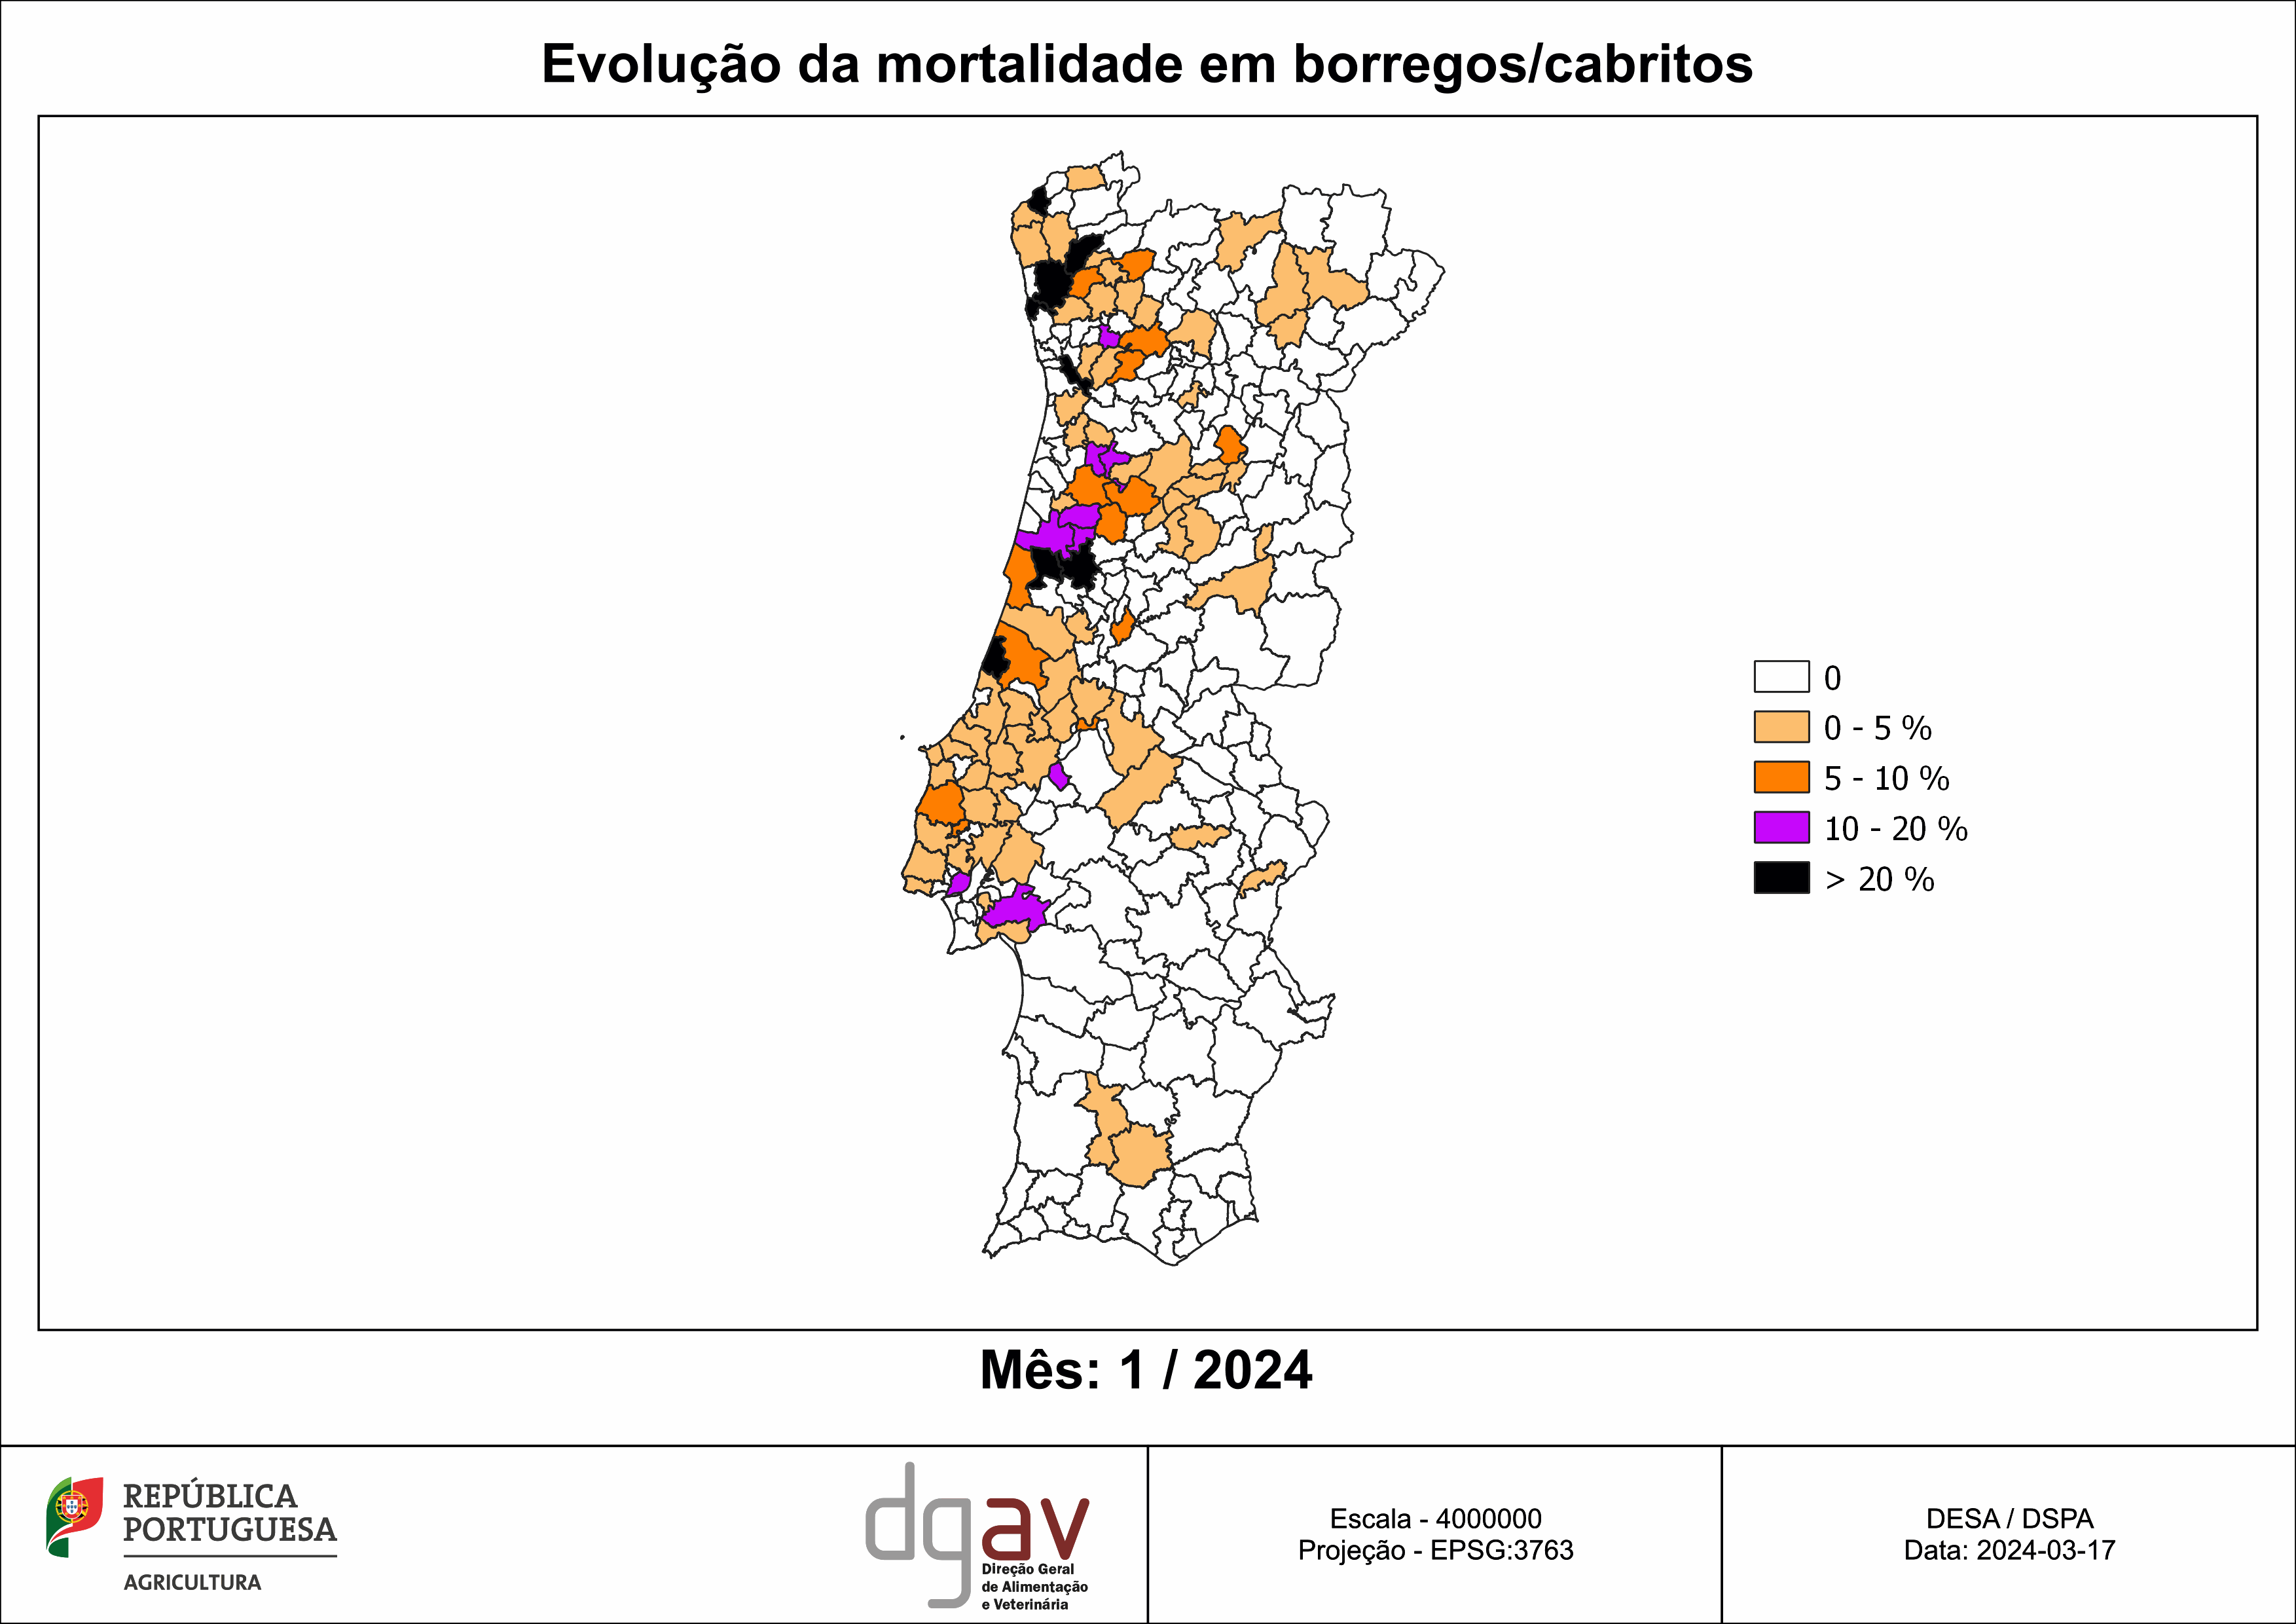 Evolução da mortalidade em borregos/cabritos
0
0 - 5 %
5 - 10 %
10 - 20 %
> 20 %
Mês: 1 / 2024
REPÚBLICA
PORTUGUESA
AGRICULTURA
dgav
Direção Geral
de Alimentação
e Veterinária
Escala - 4000000
Projeção - EPSG:3763
DESA / DSPA
Data: 2024-03-17